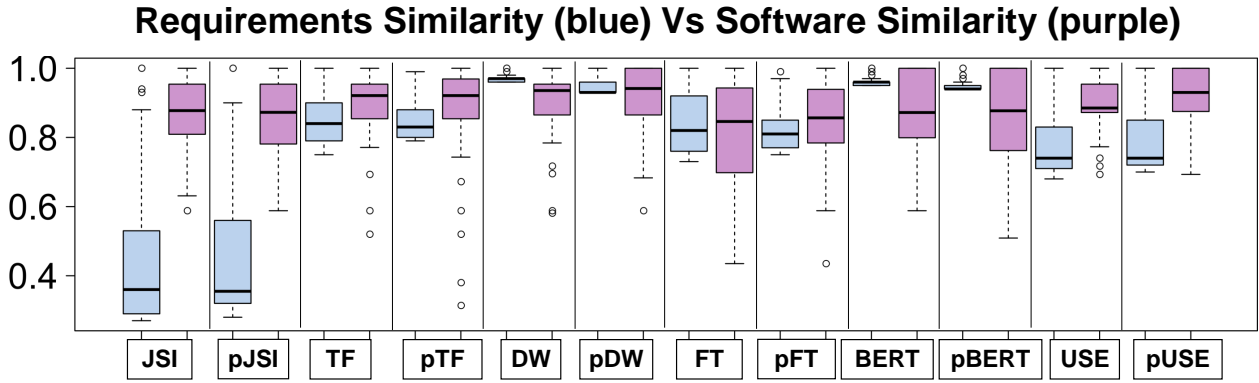 Requirements Similarity (blue) Vs Software Similarity (purple)
1.0
0.8
0.6
0.4
JSI pJSI TF pTF DW pDW FT pFT BERT pBERT USE pUSE